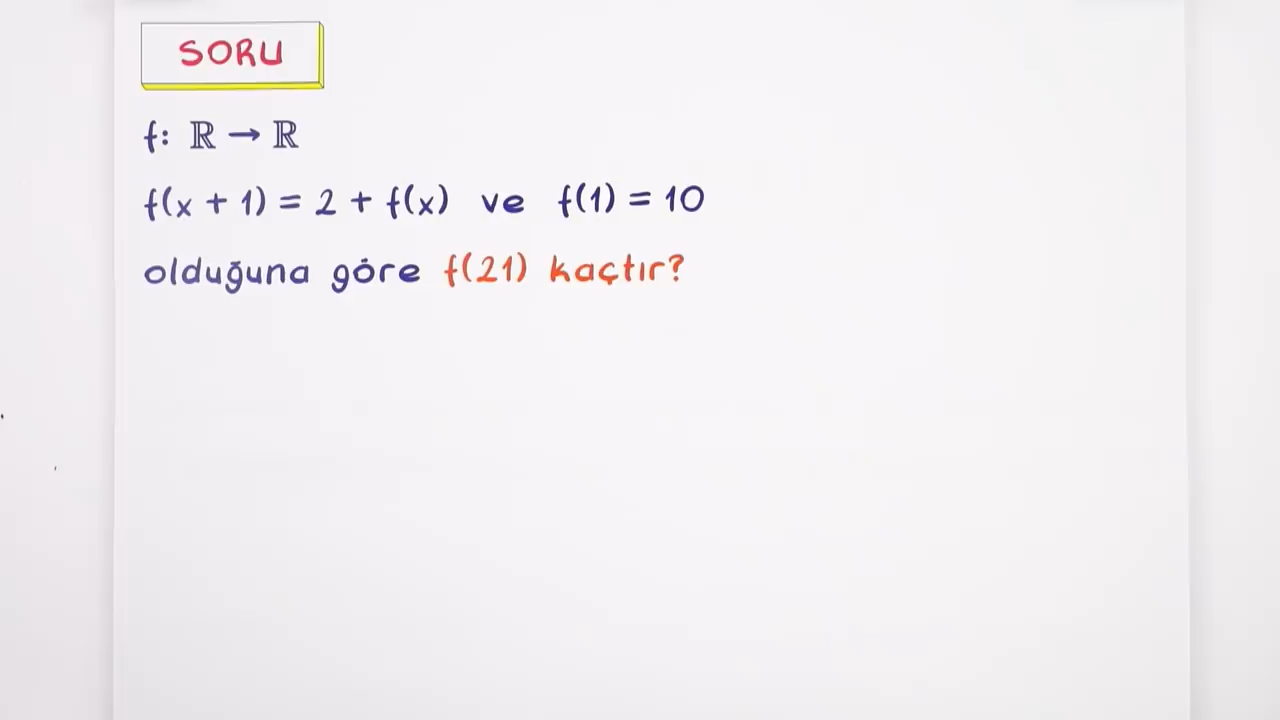 SORU
f: ℝ → ℝ
f(x + 1) = 2 + f(x) ve f(1) = 10
olduğuna göre f(21) kaçtır?